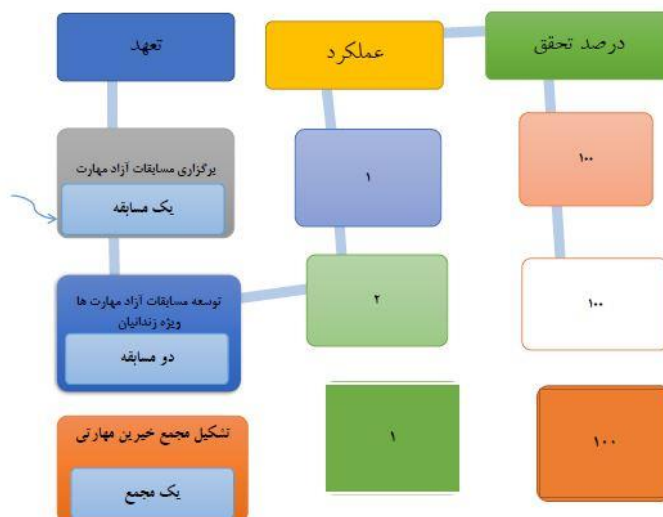 تعهد
عملکرد
درصد تحقق
برگزاری مسابقات آزاد مهارت
یک مسابقه
۱
۱۰۰
توسعه مسابقات آزاد مهارت ها
ویژه زندانیان
دو مسابقه
۲
۱۰۰
تشکیل مجمع خیرین مهارتی
یک مجمع
۱
۱۰۰